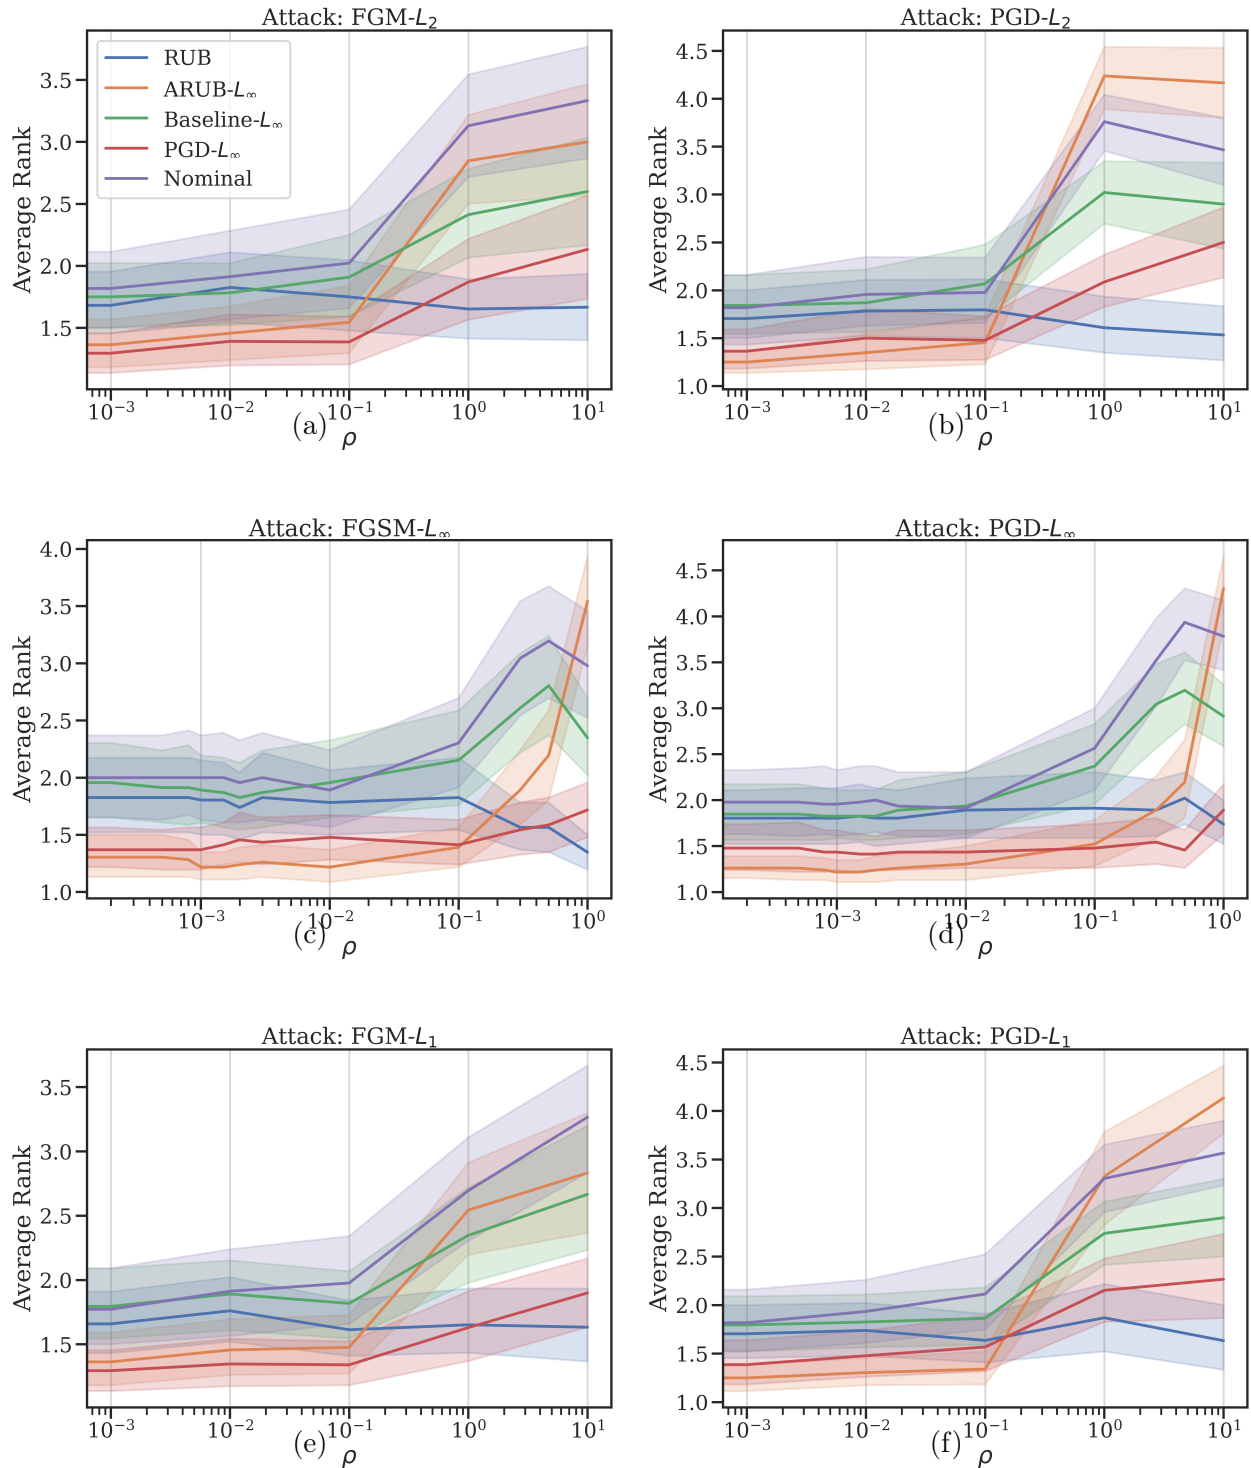 Attack: FGM-L₂
Average Rank
3.5
3.0
2.5
2.0
1.5
RUB
ARUB-L∞
Baseline-L∞
PGD-L∞
Nominal
10⁻³ 10⁻² 10⁻¹ 10⁰ 10¹
(a) ρ
Attack: PGD-L₂
Average Rank
4.5
4.0
3.5
3.0
2.5
2.0
1.5
1.0
10⁻³ 10⁻² 10⁻¹ 10⁰ 10¹
(b) ρ
Attack: FGSM-L∞
Average Rank
4.0
3.5
3.0
2.5
2.0
1.5
1.0
10⁻³ 10⁻² 10⁻¹ 10⁰
(c) ρ
Attack: PGD-L∞
Average Rank
4.5
4.0
3.5
3.0
2.5
2.0
1.5
1.0
10⁻³ 10⁻² 10⁻¹ 10⁰
(d) ρ
Attack: FGM-L₁
Average Rank
3.5
3.0
2.5
2.0
1.5
10⁻³ 10⁻² 10⁻¹ 10⁰ 10¹
(e) ρ
Attack: PGD-L₁
Average Rank
4.5
4.0
3.5
3.0
2.5
2.0
1.5
1.0
10⁻³ 10⁻² 10⁻¹ 10⁰ 10¹
(f) ρ